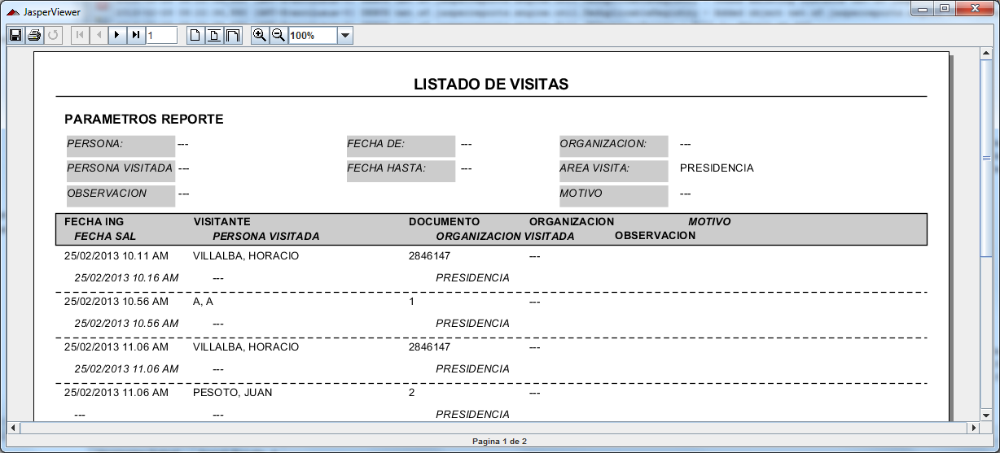 JasperViewer
1
100%
LISTADO DE VISITAS
PARAMETROS REPORTE
PERSONA: --- FECHA DE: --- ORGANIZACION: ---
PERSONA VISITADA --- FECHA HASTA: --- AREA VISITA: PRESIDENCIA
OBSERVACION --- MOTIVO ---
FECHA ING VISITANTE DOCUMENTO ORGANIZACION MOTIVO
FECHA SAL PERSONA VISITADA ORGANIZACION VISITADA OBSERVACION
25/02/2013 10.11 AM VILLALBA, HORACIO 2846147 ---
25/02/2013 10.16 AM --- PRESIDENCIA
25/02/2013 10.56 AM A, A 1 ---
25/02/2013 10.56 AM --- PRESIDENCIA
25/02/2013 11.06 AM VILLALBA, HORACIO 2846147 ---
25/02/2013 11.06 AM --- PRESIDENCIA
25/02/2013 11.06 AM PESOTO, JUAN 2 ---
--- --- PRESIDENCIA
Pagina 1 de 2